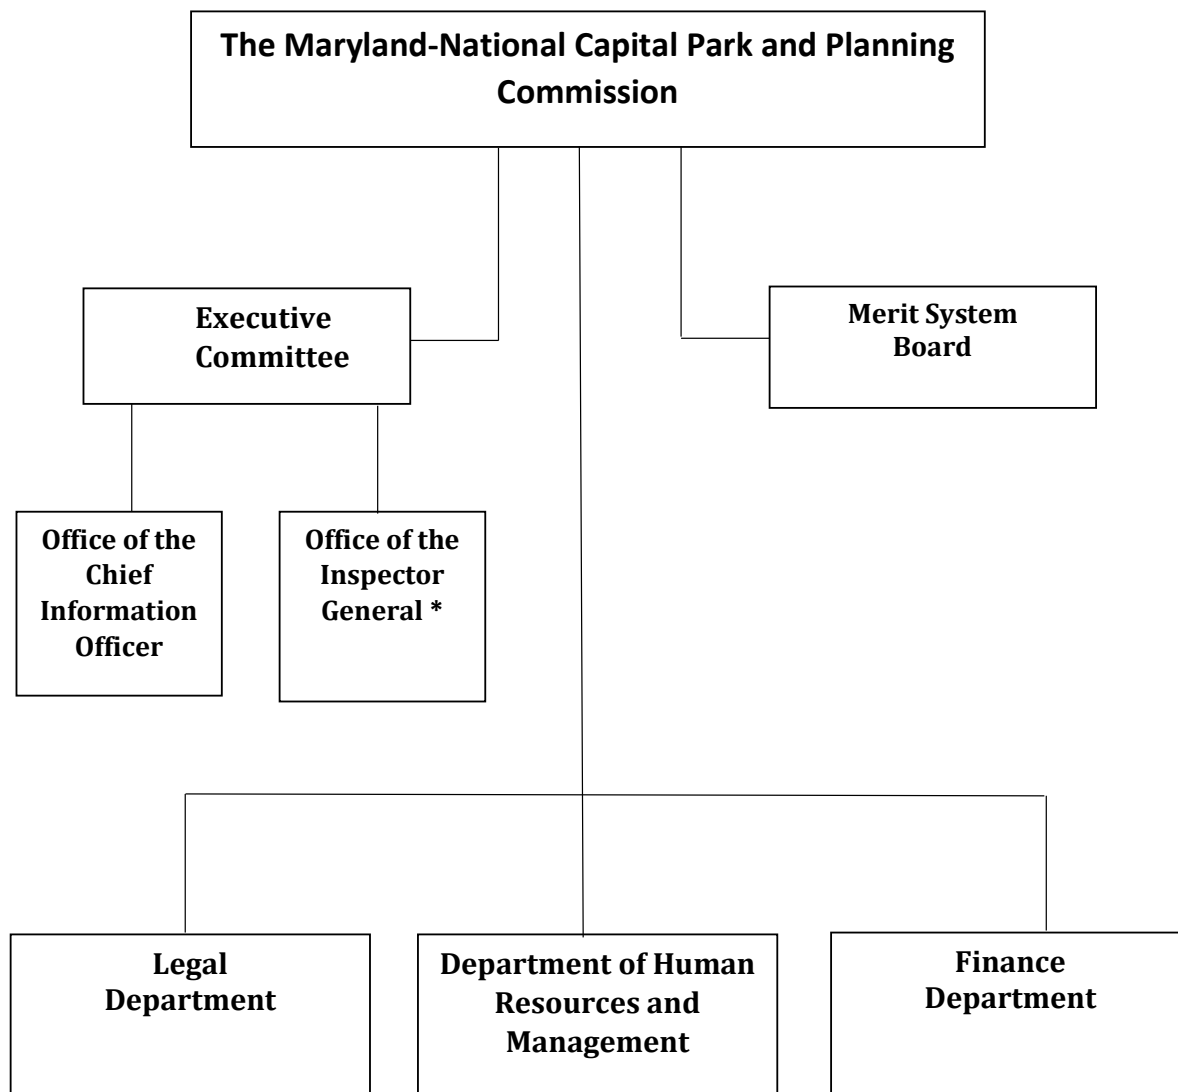 The Maryland-National Capital Park and Planning
Commission
Executive
Committee
Merit System
Board
Office of the
Chief
Information
Officer
Office of the
Inspector
General *
Legal
Department
Department of Human
Resources and
Management
Finance
Department